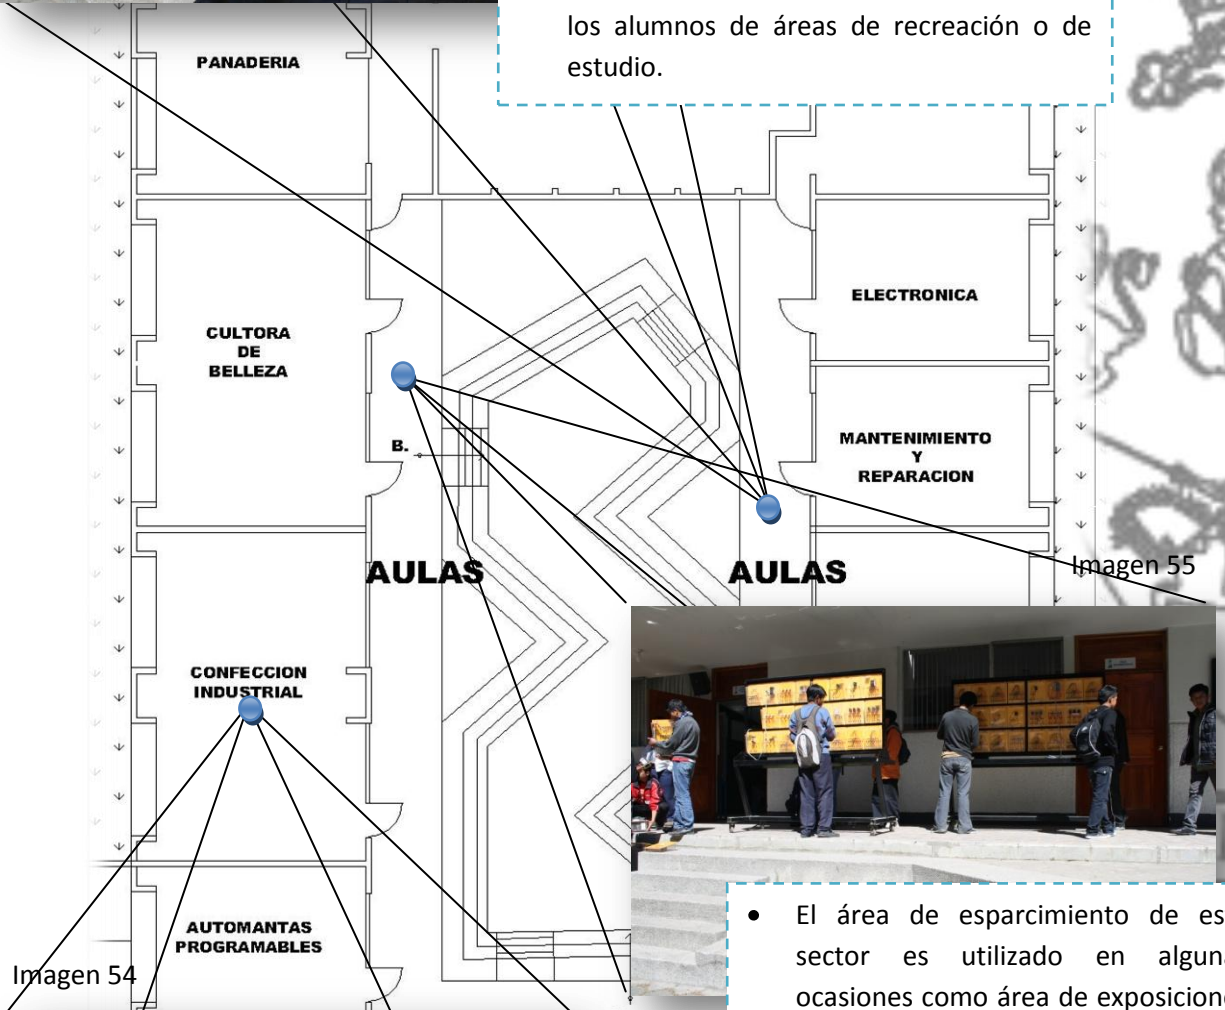 los alumnos de áreas de recreación o de
estudio.
PANADERIA
ELECTRONICA
CULTORA
DE
BELLEZA
MANTENIMIENTO
Y
REPARACION
B.
AULAS
AULAS
Imagen 55
CONFECCION
INDUSTRIAL
AUTOMANTAS
PROGRAMABLES
Imagen 54
• El área de esparcimiento de es
sector es utilizado en alguna
ocasiones como área de exposicione